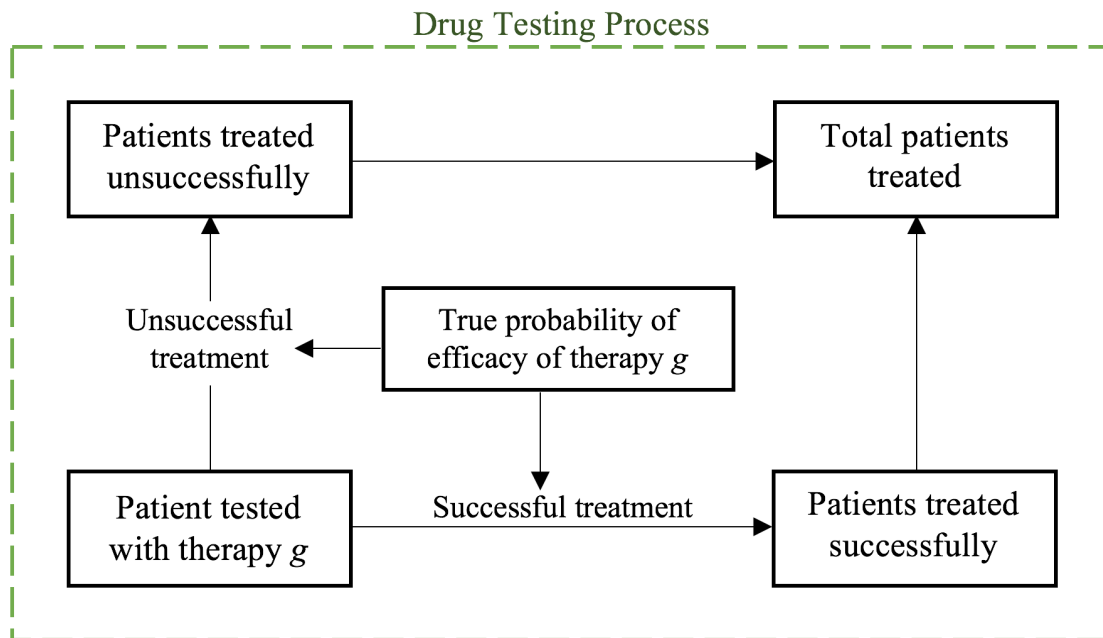 Drug Testing Process
Patients treated
unsuccessfully
Total patients
treated
Unsuccessful
treatment
True probability of
efficacy of therapy g
Patient tested
with therapy g
Successful treatment
Patients treated
successfully